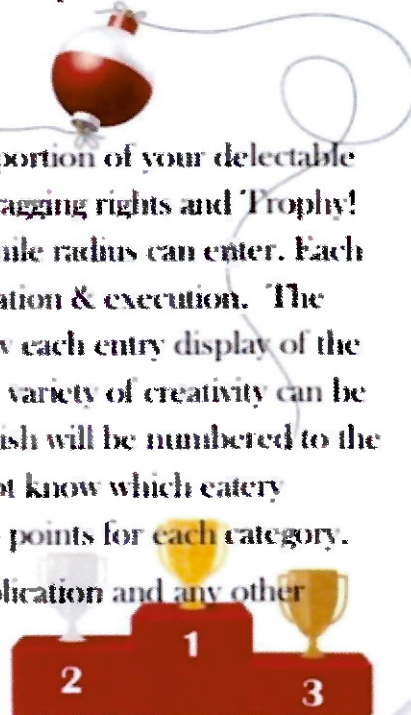 portion of your delectable
ragging rights and Trophy!
mile radius can enter. Each
ation & execution. The
each entry display of the
variety of creativity can be
ish will be numbered to the
ot know which eatery
points for each category.
plication and any other
1
2
3